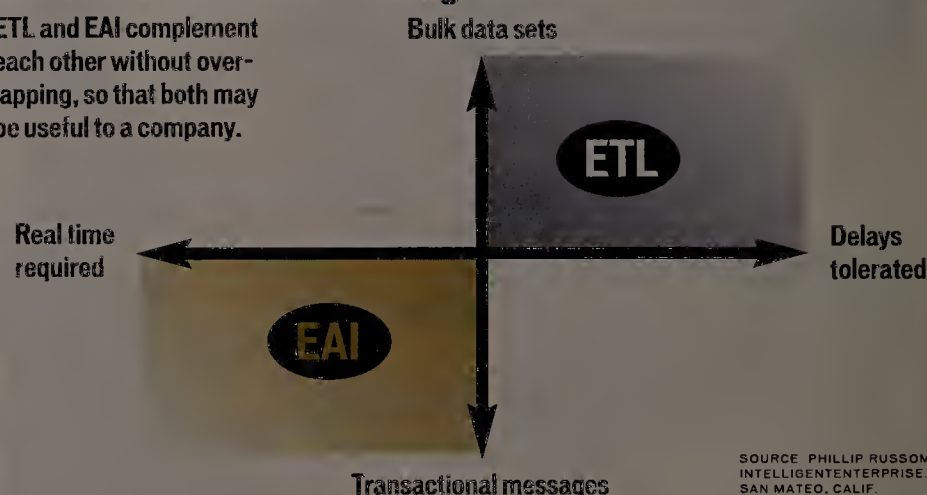 ETL and EAI complement
each other without over-
lapping, so that both may
be useful to a company.
Bulk data sets
ETL
Real time
required
Delays
tolerated
EAI
Transactional messages
SOURCE PHILLIP RUSSOM
INTELLIGENTENTERPRISE,
SAN MATEO, CALIF.